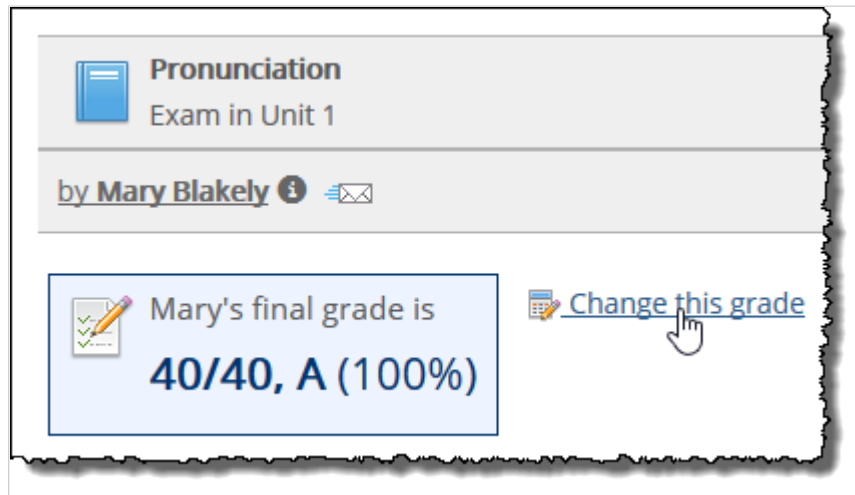 Pronunciation
Exam in Unit 1
by Mary Blakely
Mary's final grade is
40/40, A (100%)
Change this grade